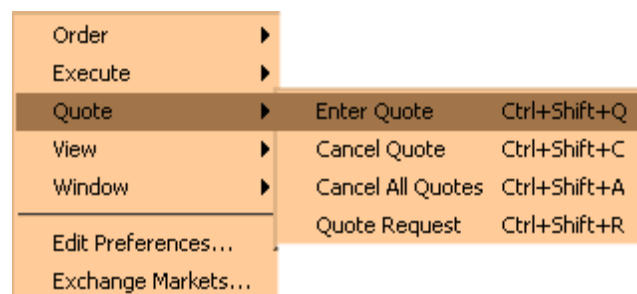 Order
Execute
Quote
Enter Quote Ctrl+Shift+Q
View
Cancel Quote Ctrl+Shift+C
Window
Cancel All Quotes Ctrl+Shift+A
Quote Request Ctrl+Shift+R
Edit Preferences...
Exchange Markets...